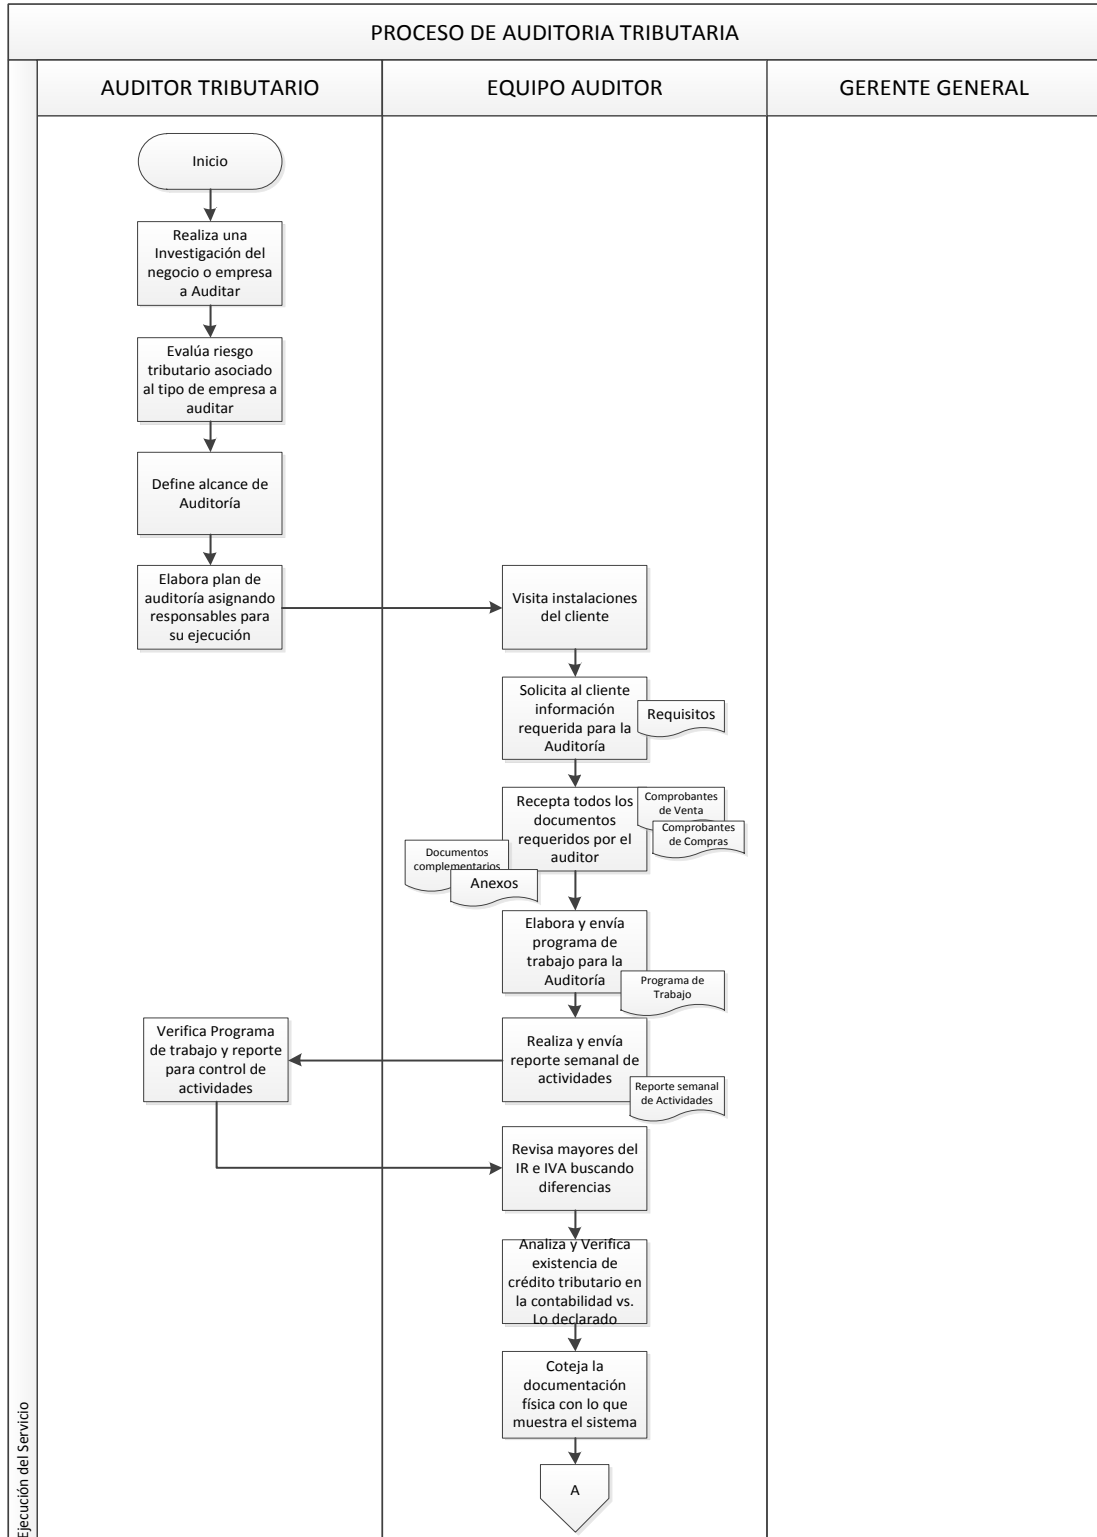 PROCESO DE AUDITORIA TRIBUTARIA
AUDITOR TRIBUTARIO
EQUIPO AUDITOR
GERENTE GENERAL
Inicio
Realiza una
Investigación del
negocio o empresa
a Auditar
Evalúa riesgo
tributario asociado
al tipo de empresa a
auditar
Define alcance de
Auditoría
Elabora plan de
auditoría asignando
responsables para
su ejecución
Visita instalaciones
del cliente
Solicita al cliente
información
requerida para la
Auditoría
Requisitos
Recepta todos los
documentos
requeridos por el
auditor
Comprobantes
de Venta
Comprobantes
de Compras
Documentos
complementarios
Anexos
Elabora y envía
programa de
trabajo para la
Auditoría
Programa de
Trabajo
Realiza y envía
reporte semanal de
actividades
Reporte semanal
de Actividades
Verifica Programa
de trabajo y reporte
para control de
actividades
Revisa mayores del
IR e IVA buscando
diferencias
Analiza y Verifica
existencia de
crédito tributario en
la contabilidad vs.
Lo declarado
Coteja la
documentación
física con lo que
muestra el sistema
A
Ejecución del Servicio